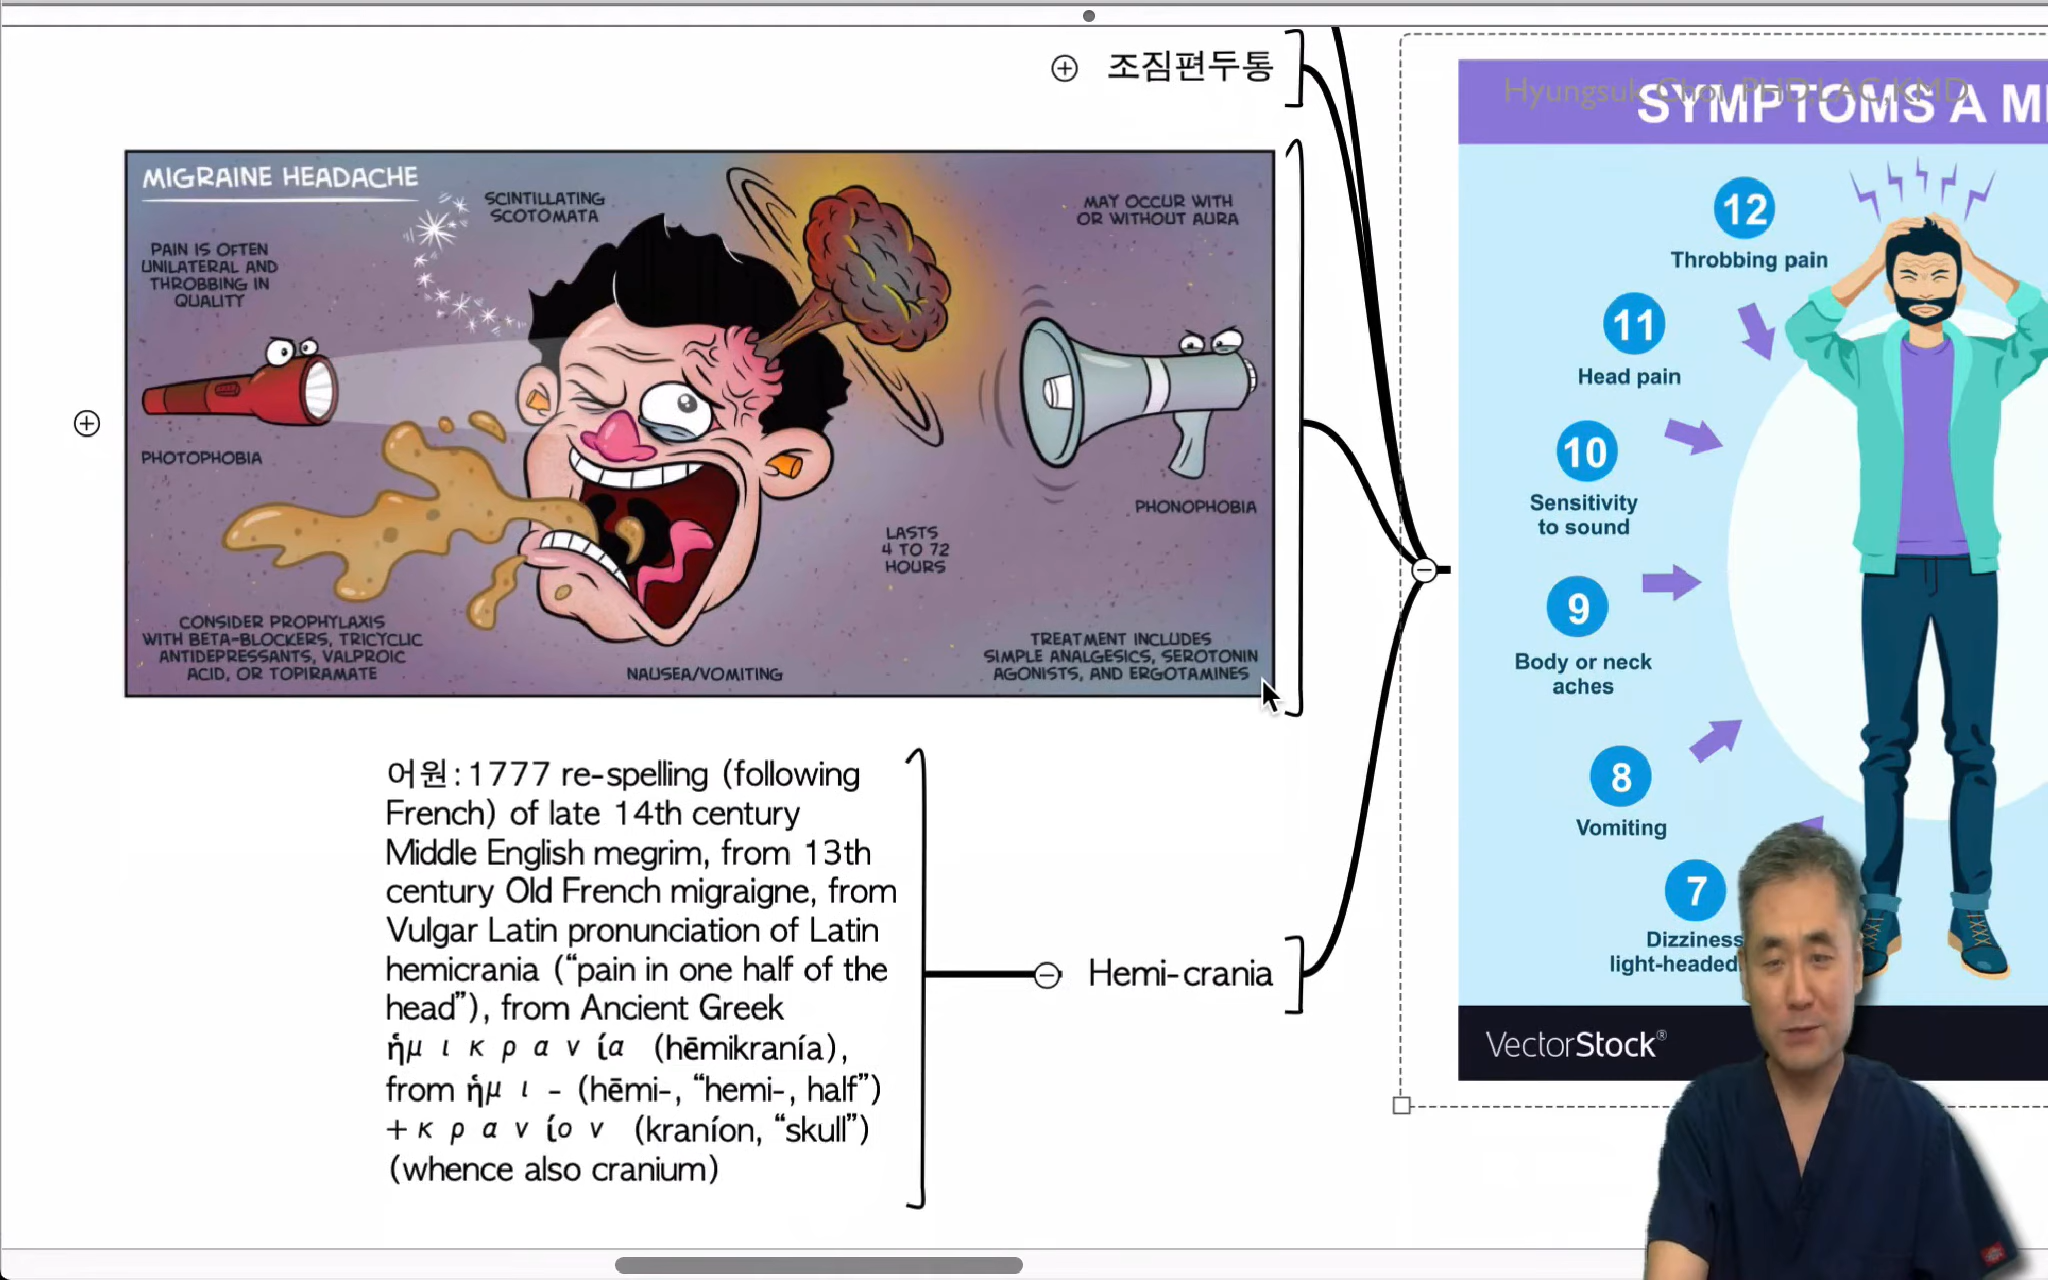 조짐편두통
MIGRAINE HEADACHE
SCINTILLATING
SCOTOMATA
MAY OCCUR WITH
OR WITHOUT AURA
PAIN IS OFTEN
UNILATERAL AND
THROBBING IN
QUALITY
PHOTOPHOBIA
PHONOPHOBIA
LASTS
4 TO 72
HOURS
CONSIDER PROPHYLAXIS
WITH BETA-BLOCKERS, TRICYCLIC
ANTIDEPRESSANTS, VALPROIC
ACID, OR TOPIRAMATE
NAUSEA/VOMITING
TREATMENT INCLUDES
SIMPLE ANALGESICS, SEROTONIN
AGONISTS, AND ERGOTAMINES
어원: 1777 re-spelling (following
French) of late 14th century
Middle English megrim, from 13th
century Old French migraigne, from
Vulgar Latin pronunciation of Latin
hemicrania (“pain in one half of the
head”), from Ancient Greek
ἡμικρανία (hēmikranía),
from ἡμι- (hēmi-, “hemi-, half”)
+κρανίον (kraníon, “skull”)
(whence also cranium)
Hemi-crania
Hyungsuk Choi, PHD,LAC,KMD
SYMPTOMS A MI
12
Throbbing pain
11
Head pain
10
Sensitivity
to sound
9
Body or neck
aches
8
Vomiting
7
Dizziness
light-headed
VectorStock®